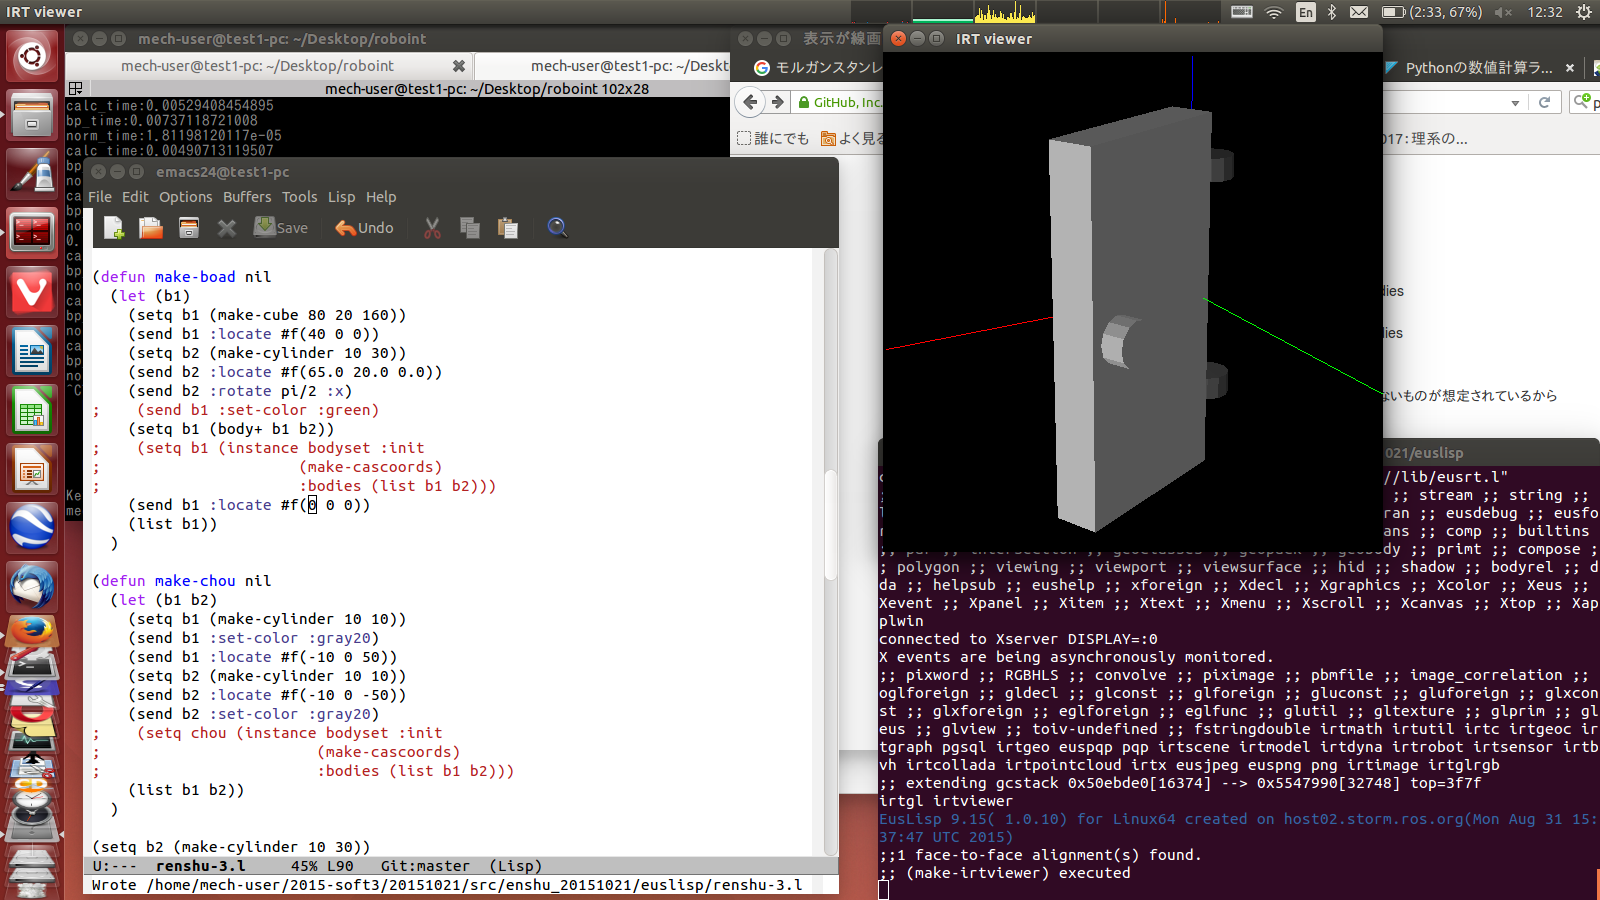 IRT viewer
En
(2:33, 67%)
12:32
mech-user@test1-pc: ~/Desktop/roboint
mech-user@test1-pc: ~/Desktop/roboint
mech-user@test1-pc: ~/Deskt
mech-user@test1-pc: ~/Desktop/roboint 102x28
calc_time:0.00529408454895
bp_time:0.00737118721008
norm_time:1.81198120117e-05
calc_time:0.00490713119507
表示が線画
モルガンスタンレ
Pythonの数値計算ラ...
GitHub, Inc.
誰にでも
よく見る
017 : 理系の...
dies
dies
ないものが想定されているから
IRT viewer
emacs24@test1-pc
File Edit Options Buffers Tools Lisp Help
Save
Undo
(defun make-boad nil
(let (b1)
(setq b1 (make-cube 80 20 160))
(send b1 :locate #f(40 0 0))
(setq b2 (make-cylinder 10 30))
(send b2 :locate #f(65.0 20.0 0.0))
(send b2 :rotate pi/2 :x)
; (send b1 :set-color :green)
(setq b1 (body+ b1 b2))
; (setq b1 (instance bodyset :init
; (make-cascoords)
; :bodies (list b1 b2)))
(send b1 :locate #f(0 0 0))
(list b1))
)
(defun make-chou nil
(let (b1 b2)
(setq b1 (make-cylinder 10 10))
(send b1 :set-color :gray20)
(send b1 :locate #f(-10 0 50))
(setq b2 (make-cylinder 10 10))
(send b2 :locate #f(-10 0 -50))
(send b2 :set-color :gray20)
; (setq chou (instance bodyset :init
; (make-cascoords)
; :bodies (list b1 b2)))
(list b1 b2))
)
(setq b2 (make-cylinder 10 30))
U:--- renshu-3.l 45% L90 Git:master (Lisp)
Wrote /home/mech-user/2015-soft3/20151021/src/enshu_20151021/euslisp/renshu-3.l
021/euslisp
//lib/eusrt.l"
;; stream ;; string ;;
ran ;; eusdebug ;; eusfo
ans ;; comp ;; builtins
;; primt ;; compose ;
; polygon ;; viewing ;; viewport ;; viewsurface ;; hid ;; shadow ;; bodyrel ;; d
da ;; helpsub ;; eushelp ;; xforeign ;; Xdecl ;; Xgraphics ;; Xcolor ;; Xeus ;;
Xevent ;; Xpanel ;; Xitem ;; Xtext ;; Xmenu ;; Xscroll ;; Xcanvas ;; Xtop ;; Xap
plwin
connected to Xserver DISPLAY=:0
X events are being asynchronously monitored.
;; pixword ;; RGBHLS ;; convolve ;; piximage ;; pbmfile ;; image_correlation ;;
oglforeign ;; gldecl ;; glconst ;; glforeign ;; gluconst ;; gluforeign ;; glxcon
st ;; glxforeign ;; eglforeign ;; eglfunc ;; glutil ;; gltexture ;; glprim ;; gl
eus ;; glview ;; toiv-undefined ;; fstringdouble irtmath irtutil irtc irtgeoc ir
tgraph pgsql irtgeo euspqp pqp irtscene irtmodel irtdyna irtrobot irtsensor irtb
vh irtcollada irtpointcloud irtx eusjpeg euspng png irtimage irtglrgb
;; extending gcstack 0x50ebde0[16374] --> 0x5547990[32748] top=3f7f
irtgl irtviewer
EusLisp 9.15( 1.0.10) for Linux64 created on host02.storm.ros.org(Mon Aug 31 15:
37:47 UTC 2015)
;;1 face-to-face alignment(s) found.
;; (make-irtviewer) executed